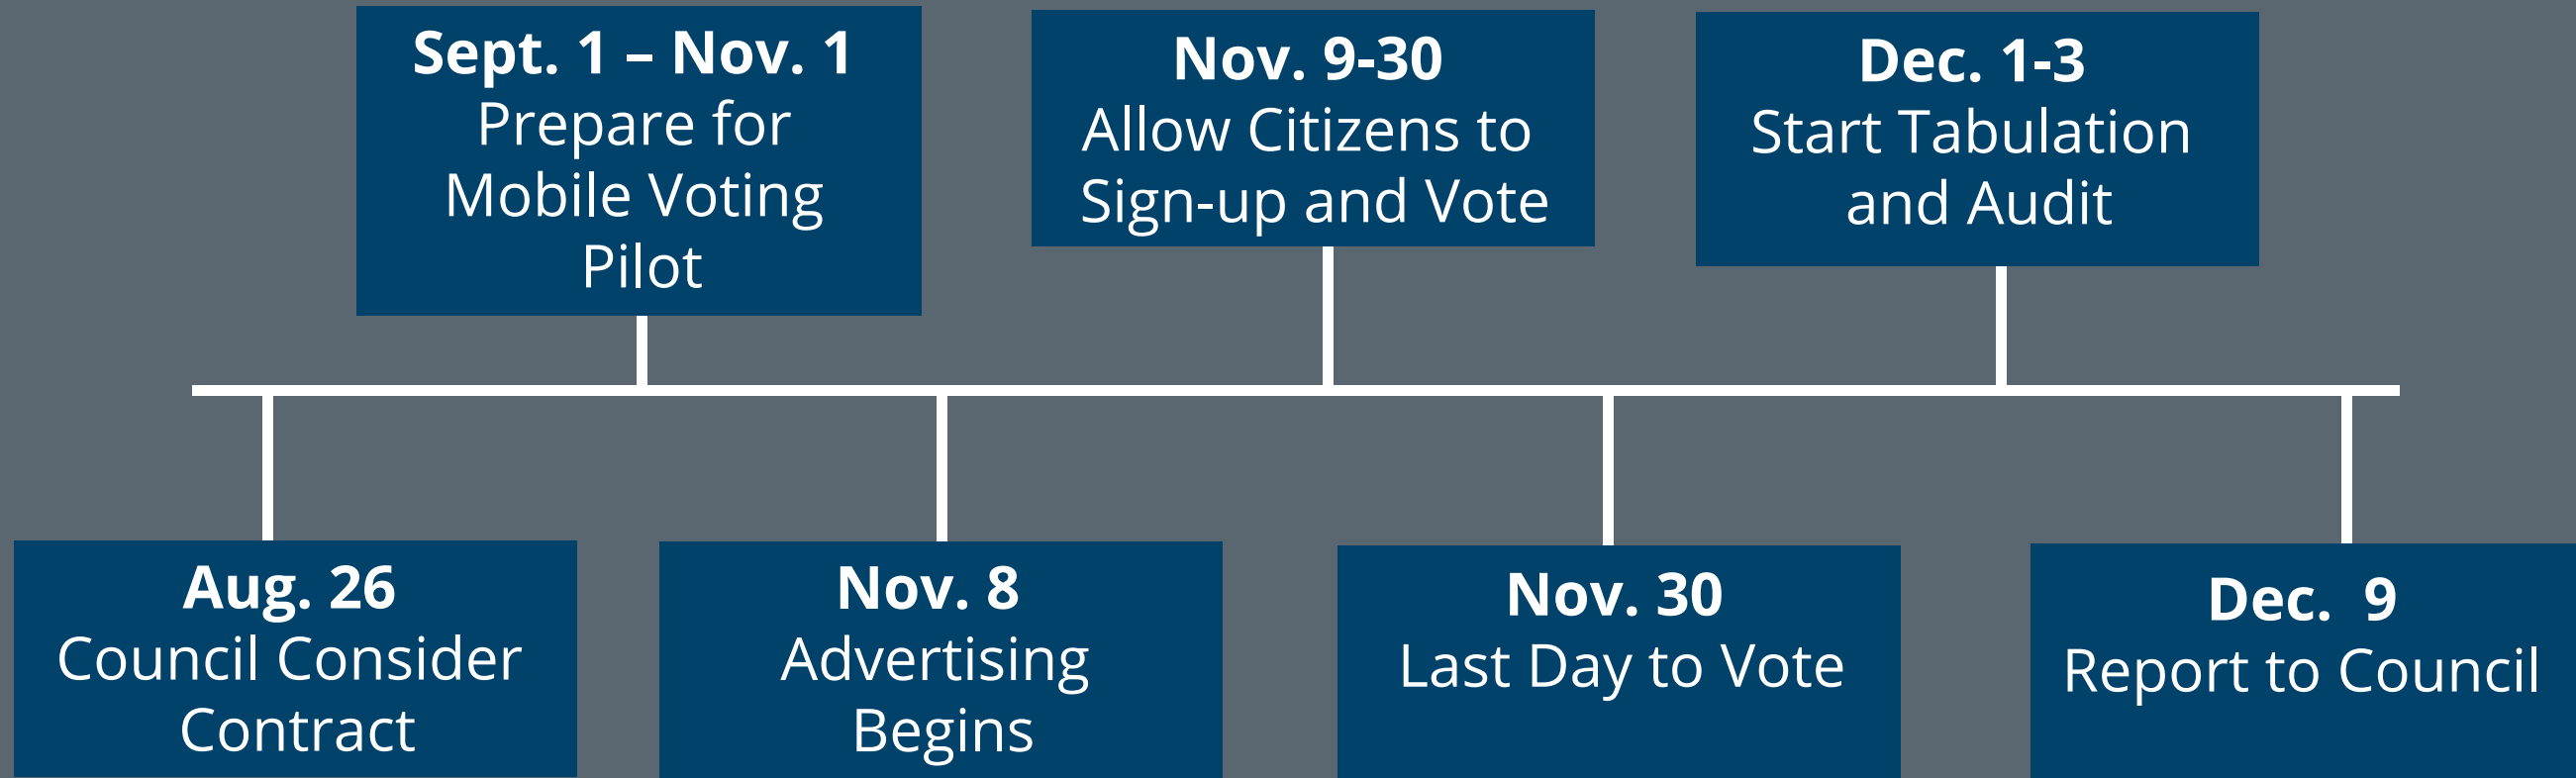 Sept. 1 – Nov. 1
Prepare for
Mobile Voting
Pilot
Nov. 9-30
Allow Citizens to
Sign-up and Vote
Dec. 1-3
Start Tabulation
and Audit
Aug. 26
Council Consider
Contract
Nov. 8
Advertising
Begins
Nov. 30
Last Day to Vote
Dec.  9
Report to Council